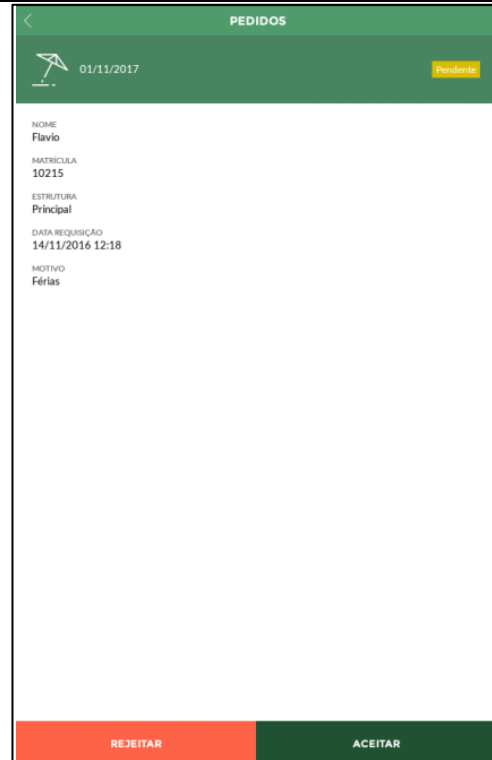 PEDIDOS
01/11/2017
Pendente
NOME
Flavio
MATRÍCULA
10215
ESTRUTURA
Principal
DATA REQUISIÇÃO
14/11/2016 12:18
MOTIVO
Férias
REJEITAR
ACEITAR